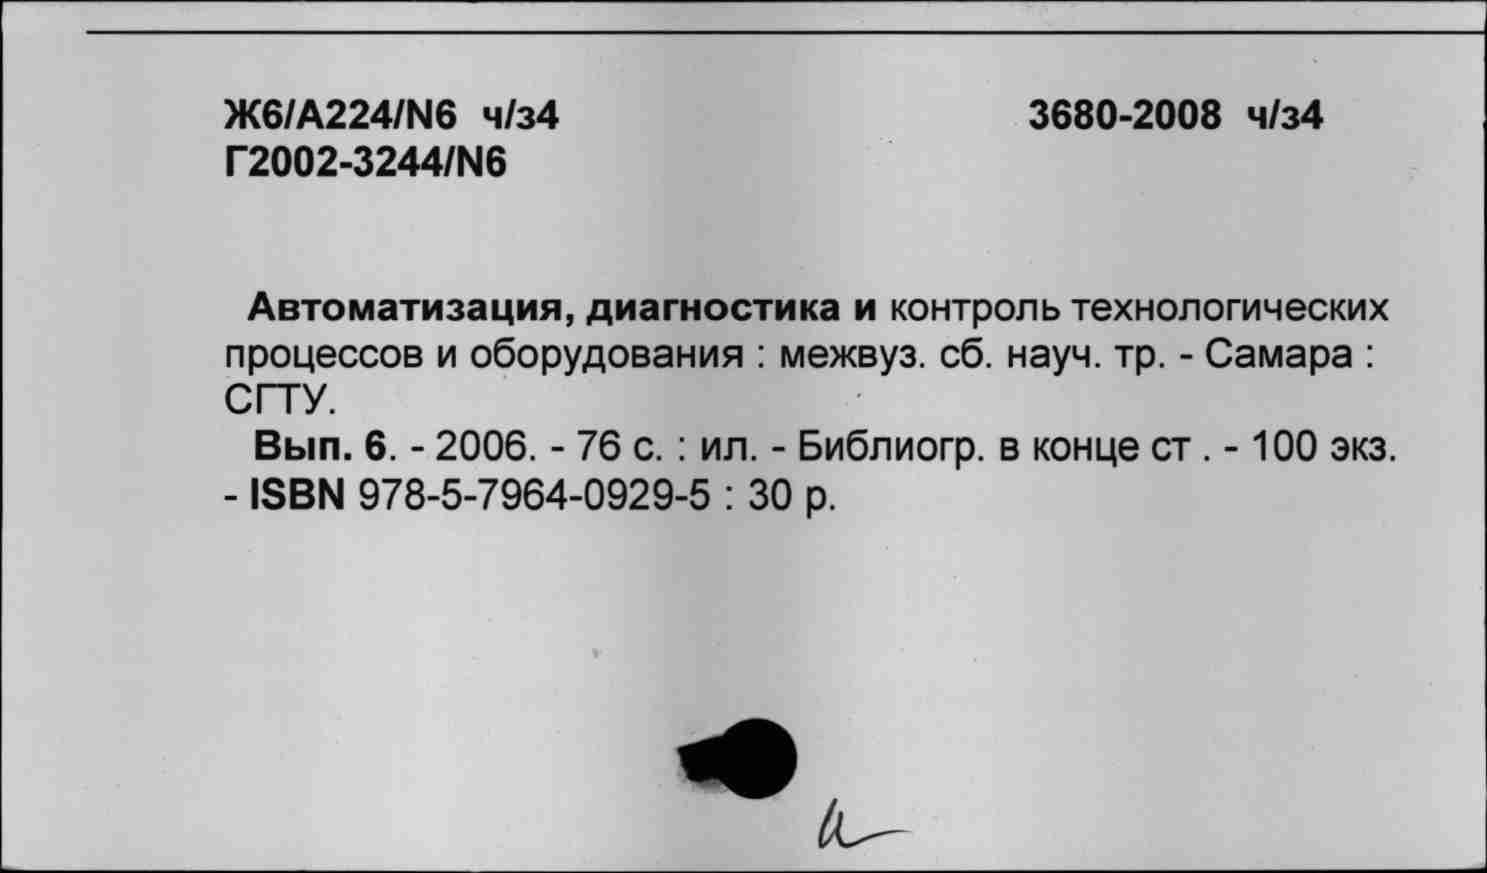 Ж6/А224/N6 ч/з4 3680-2008 ч/з4
Г2002-3244/N6
Автоматизация, диагностика и контроль технологических
процессов и оборудования : межвуз. сб. науч. тр. - Самара :
СГТУ.
Вып. 6. - 2006. - 76 с. : ил. - Библиогр. в конце ст . - 100 экз.
- ISBN 978-5-7964-0929-5 : 30 р.